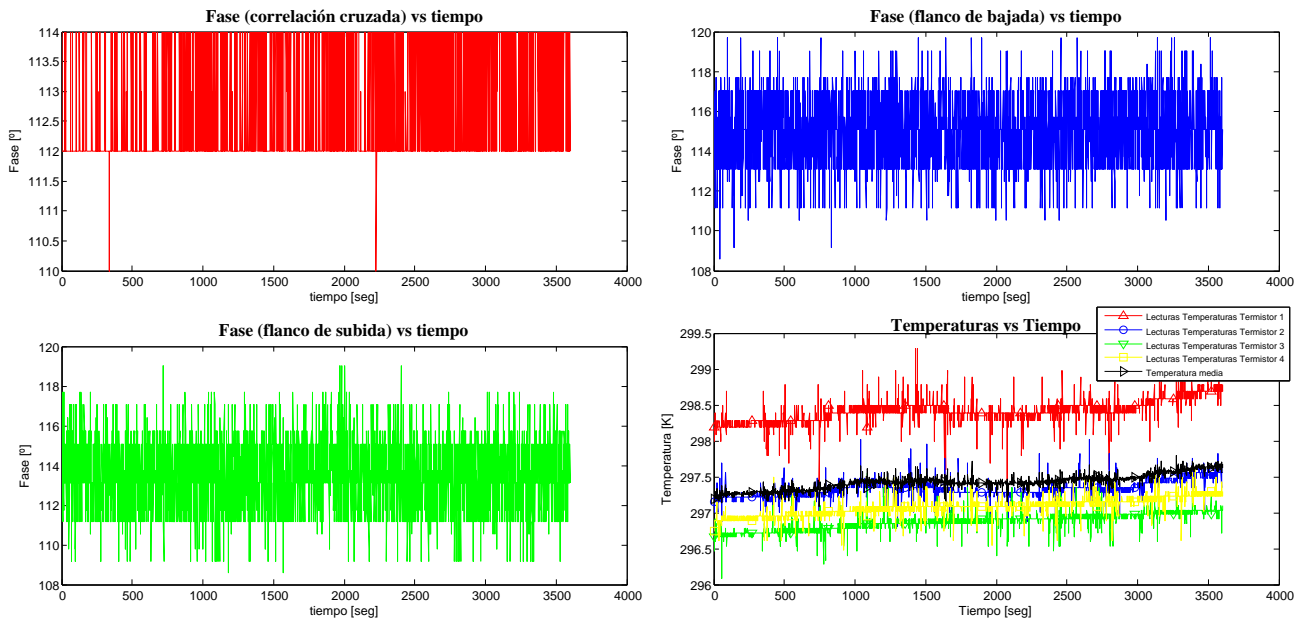 Fase (correlación cruzada) vs tiempo
114
113.5
113
112.5
112
111.5
111
110.5
110
Fase [º]
0 500 1000 1500 2000 2500 3000 3500 4000
tiempo [seg]
Fase (flanco de bajada) vs tiempo
120
118
116
114
112
110
108
Fase [º]
0 500 1000 1500 2000 2500 3000 3500 4000
tiempo [seg]
Fase (flanco de subida) vs tiempo
120
118
116
114
112
110
108
Fase [º]
0 500 1000 1500 2000 2500 3000 3500 4000
tiempo [seg]
Temperaturas vs Tiempo
Lecturas Temperaturas Termistor 1
Lecturas Temperaturas Termistor 2
Lecturas Temperaturas Termistor 3
Lecturas Temperaturas Termistor 4
Temperatura media
299.5
299
298.5
298
297.5
297
296.5
296
Temperatura [K]
0 500 1000 1500 2000 2500 3000 3500 4000
Tiempo [seg]